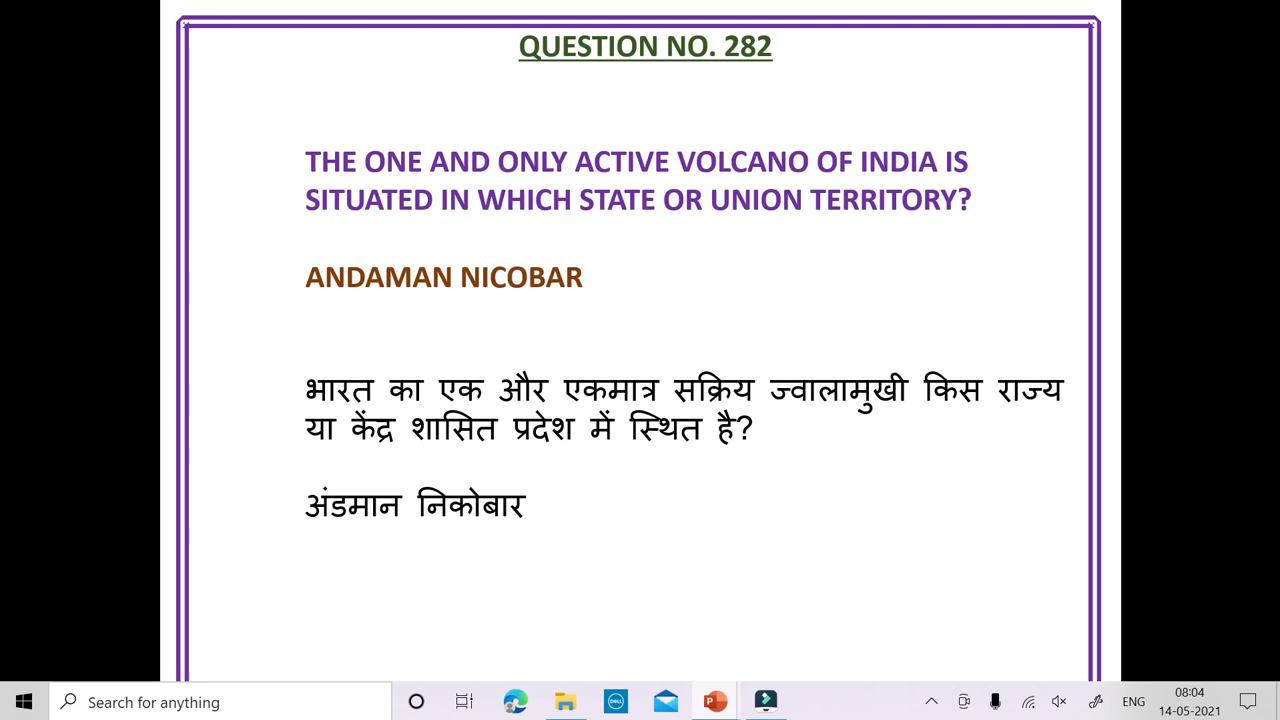 QUESTION NO. 282
THE ONE AND ONLY ACTIVE VOLCANO OF INDIA IS
SITUATED IN WHICH STATE OR UNION TERRITORY?
ANDAMAN NICOBAR
भारत का एक और एकमात्र सक्रिय ज्वालामुखी किस राज्य
या केंद्र शासित प्रदेश में स्थित है?
अंडमान निकोबार
Search for anything
DELL
P
ENG
08:04
14-05-2021